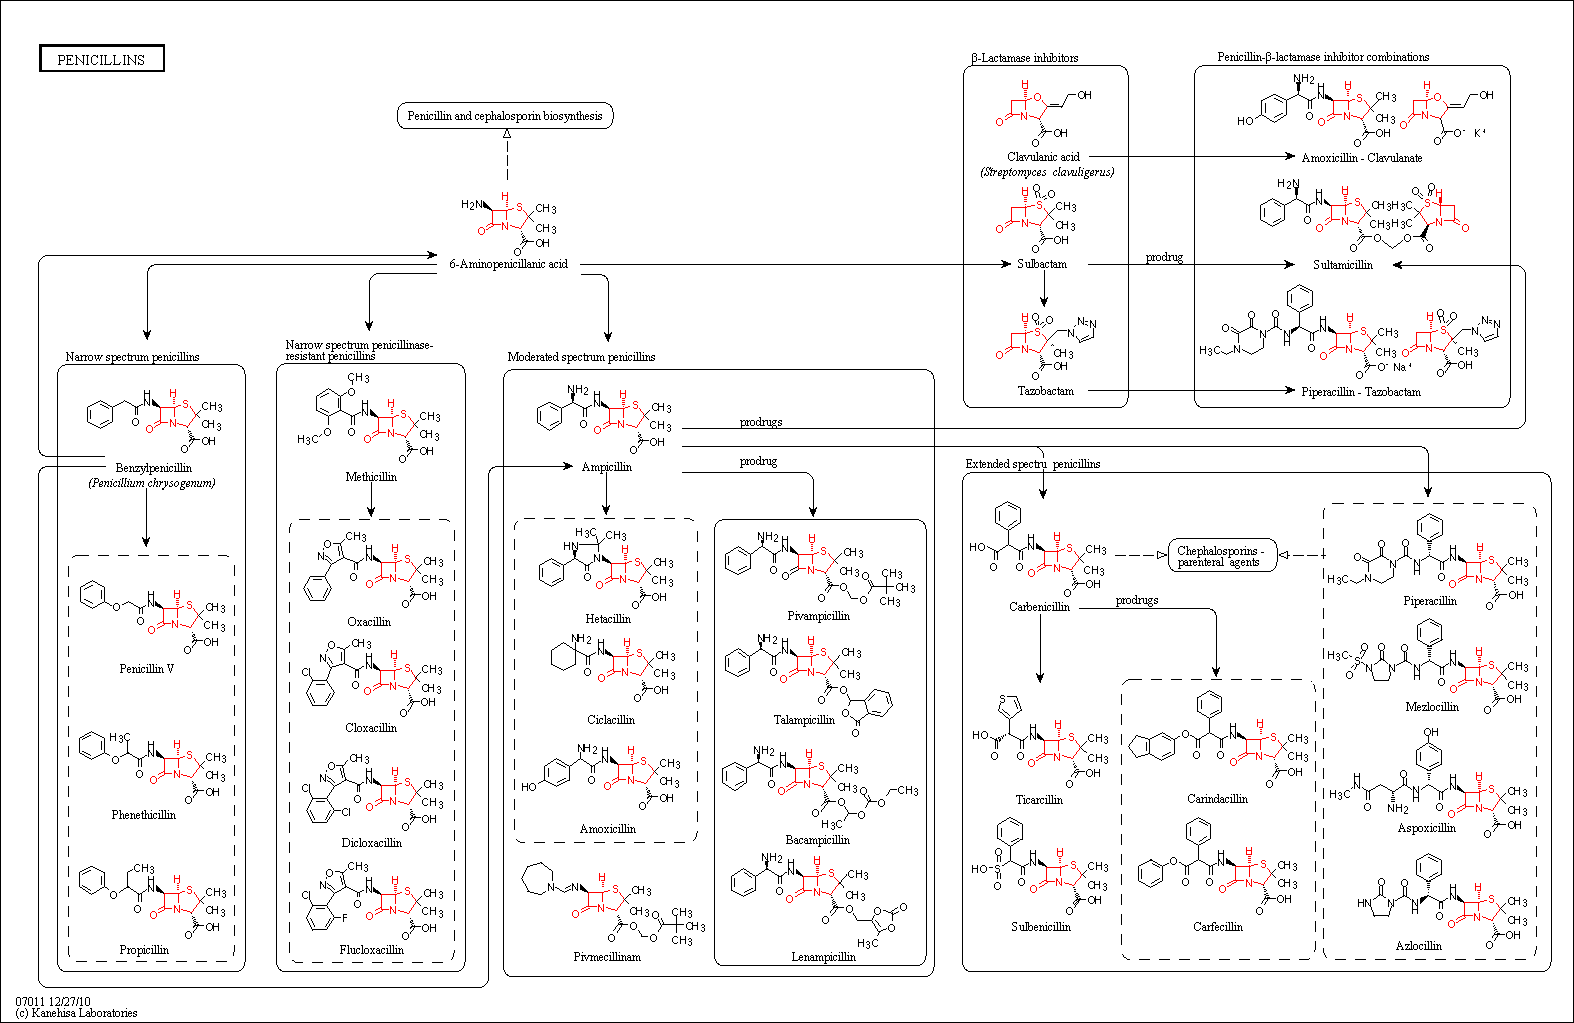 PENICILLINS
Penicillin and cephalosporin biosynthesis
6-Aminopenicillanic acid
β-Lactamase inhibitors
Clavulanic acid
(Streptomyces clavuligerus)
Sulbactam
Tazobactam
Penicillin-β-lactamase inhibitor combinations
Amoxicillin - Clavulanate
prodrug
Sultamicillin
Piperacillin - Tazobactam
Narrow spectrum penicillins
Benzylpenicillin
(Penicillium chrysogenum)
Penicillin V
Phenethicillin
Propicillin
Narrow spectrum penicillinase-
resistant penicillins
Methicillin
Oxacillin
Cloxacillin
Dicloxacillin
Flucloxacillin
Moderated spectrum penicillins
Ampicillin
prodrugs
prodrug
Hetacillin
Ciclacillin
Amoxicillin
Pivmecillinam
Pivampicillin
Talampicillin
Bacampicillin
Lenampicillin
Extended spectru penicillins
Carbenicillin
prodrugs
Chephalosporins -
parenteral agents
Ticarcillin
Sulbenicillin
Carindacillin
Carfecillin
Piperacillin
Mezlocillin
Aspoxicillin
Azlocillin
07011 12/27/10
(c) Kanehisa Laboratories